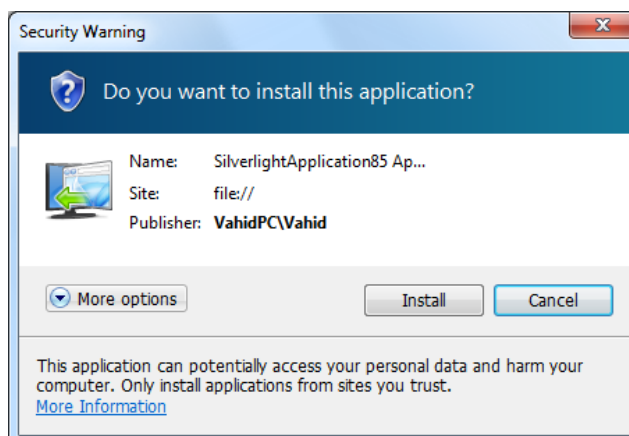 Security Warning
Do you want to install this application?
Name: SilverlightApplication85 Ap...
Site: file://
Publisher: VahidPC\Vahid
More options
Install
Cancel
This application can potentially access your personal data and harm your
computer. Only install applications from sites you trust.
More Information